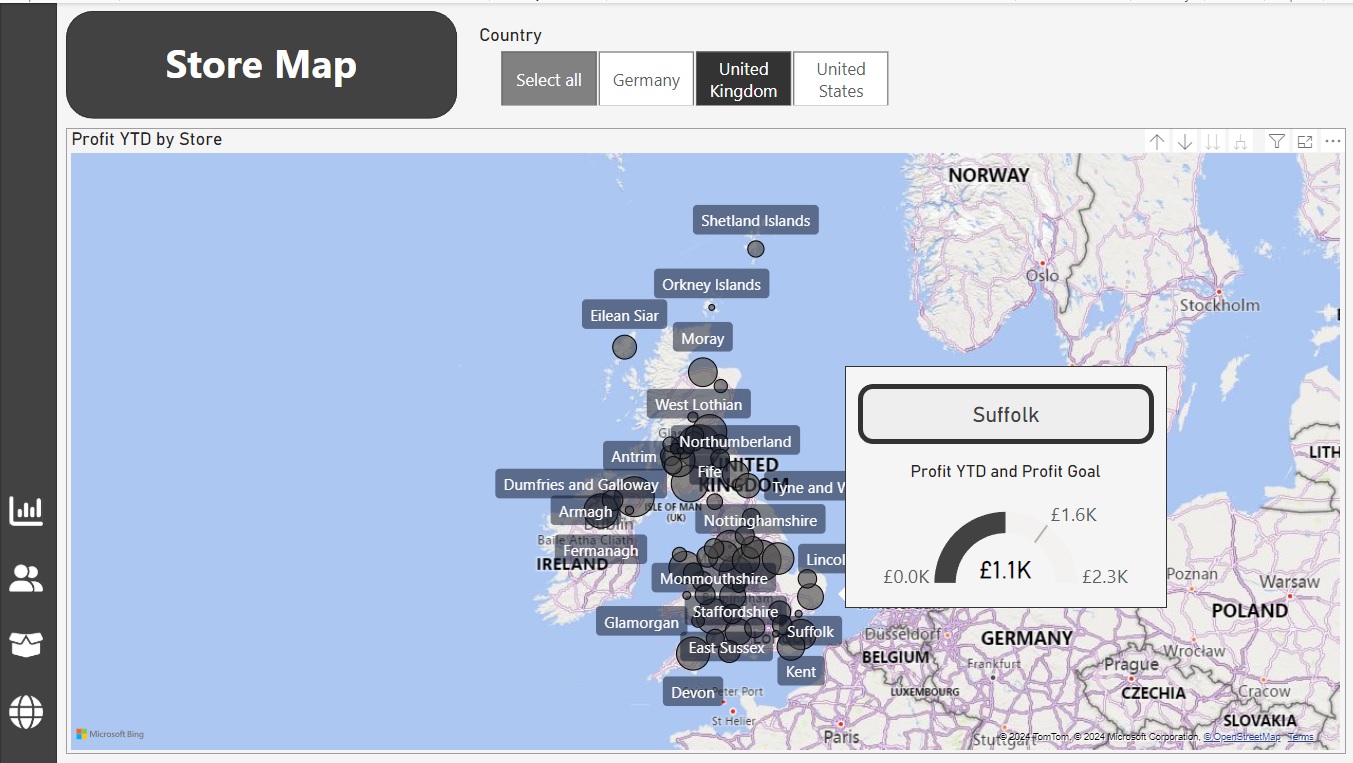 Store Map
Country
Select all
Germany
United
Kingdom
United
States
Profit YTD by Store
NORWAY
Shetland Islands
Oslo
Orkney Islands
Stockholm
Eilean Siar
Moray
West Lothian
Suffolk
Northumberland
Antrim
LITH
UNITED
KINGDOM
Fife
Profit YTD and Profit Goal
Dumfries and Galloway
Tyne and W
ISLE OF MAN
(UK)
Armagh
Dublin
Nottinghamshire
£1.6K
Baile Átha Cliath
Fermanagh
IRELAND
Lincol
£0.0K
£1.1K
£2.3K
Poznan
Warsaw
Monmouthshire
POLAND
Staffordshire
Glamorgan
Suffolk
Düsseldorf
GERMANY
East Sussex
BELGIUM
Frankfurt
Wrocław
Prague
Kent
Devon
Peter Port
LUXEMBOURG
CZECHIA
Cracow
St Helier
SLOVAKIA
Microsoft Bing
Paris
Stuttgart
© 2024 TomTom, © 2024 Microsoft Corporation, © OpenStreetMap Terms